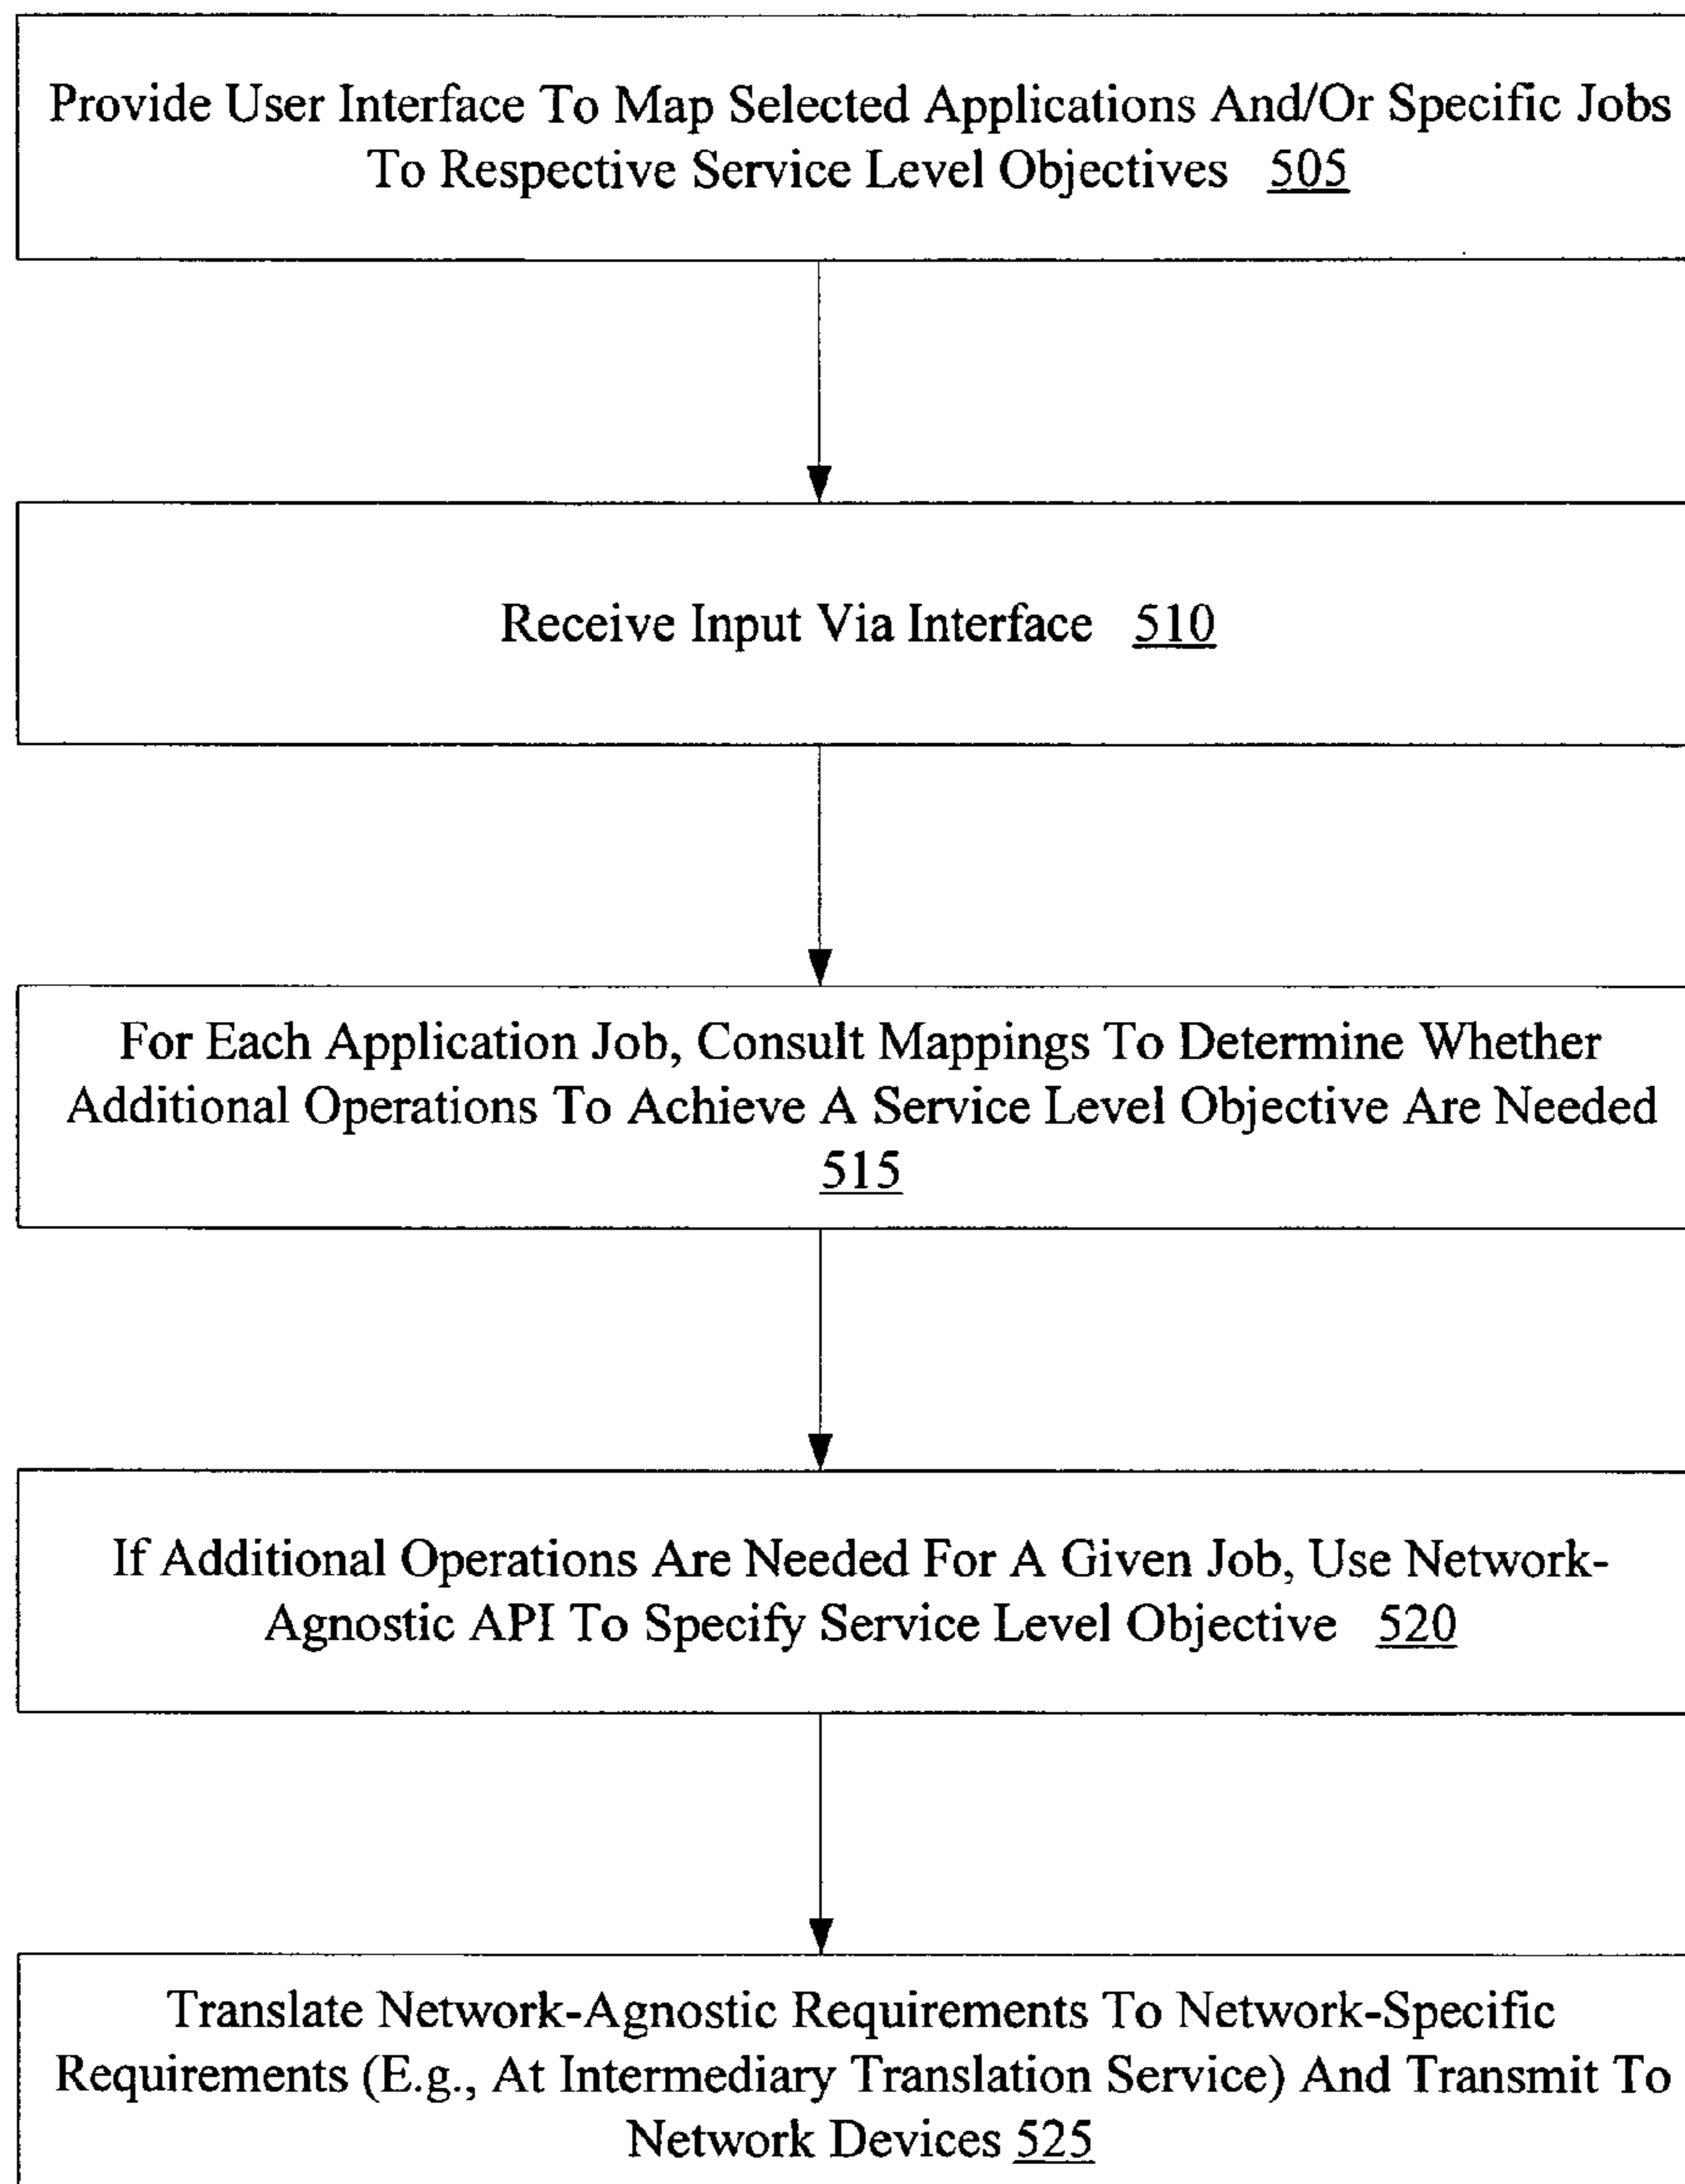 Provide User Interface To Map Selected Applications And/Or Specific Jobs
To Respective Service Level Objectives 505
Receive Input Via Interface 510
For Each Application Job, Consult Mappings To Determine Whether
Additional Operations To Achieve A Service Level Objective Are Needed
515
If Additional Operations Are Needed For A Given Job, Use Network-
Agnostic API To Specify Service Level Objective 520
Translate Network-Agnostic Requirements To Network-Specific
Requirements (E.g., At Intermediary Translation Service) And Transmit To
Network Devices 525